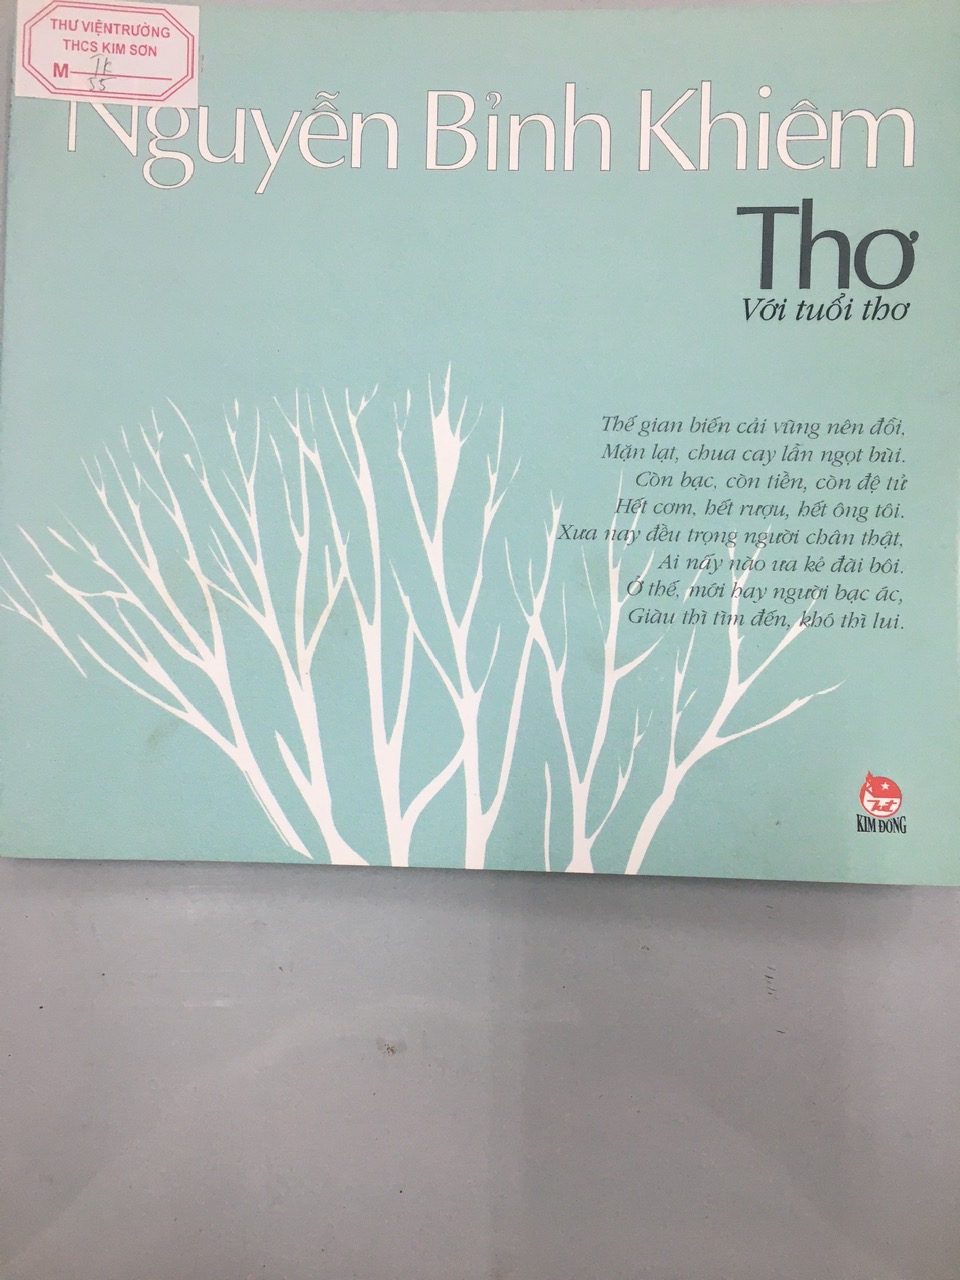 THƯ VIỆNTRƯỜNG
THCS KIM SƠN
M TK
55
Nguyễn Bỉnh Khiêm
Thơ
Với tuổi thơ
Thế gian biến cải vũng nên đồi,
Mặn lạt, chua cay lẫn ngọt bùi.
Còn bạc, còn tiền, còn đệ tử
Hết cơm, hết rượu, hết ông tôi.
Xưa nay đều trọng người chân thật,
Ai nấy nào ưa kẻ đãi bôi.
Ở thế, mới hay người bạc ác,
Giàu thì tìm đến, khó thì lui.
KIM ĐỒNG